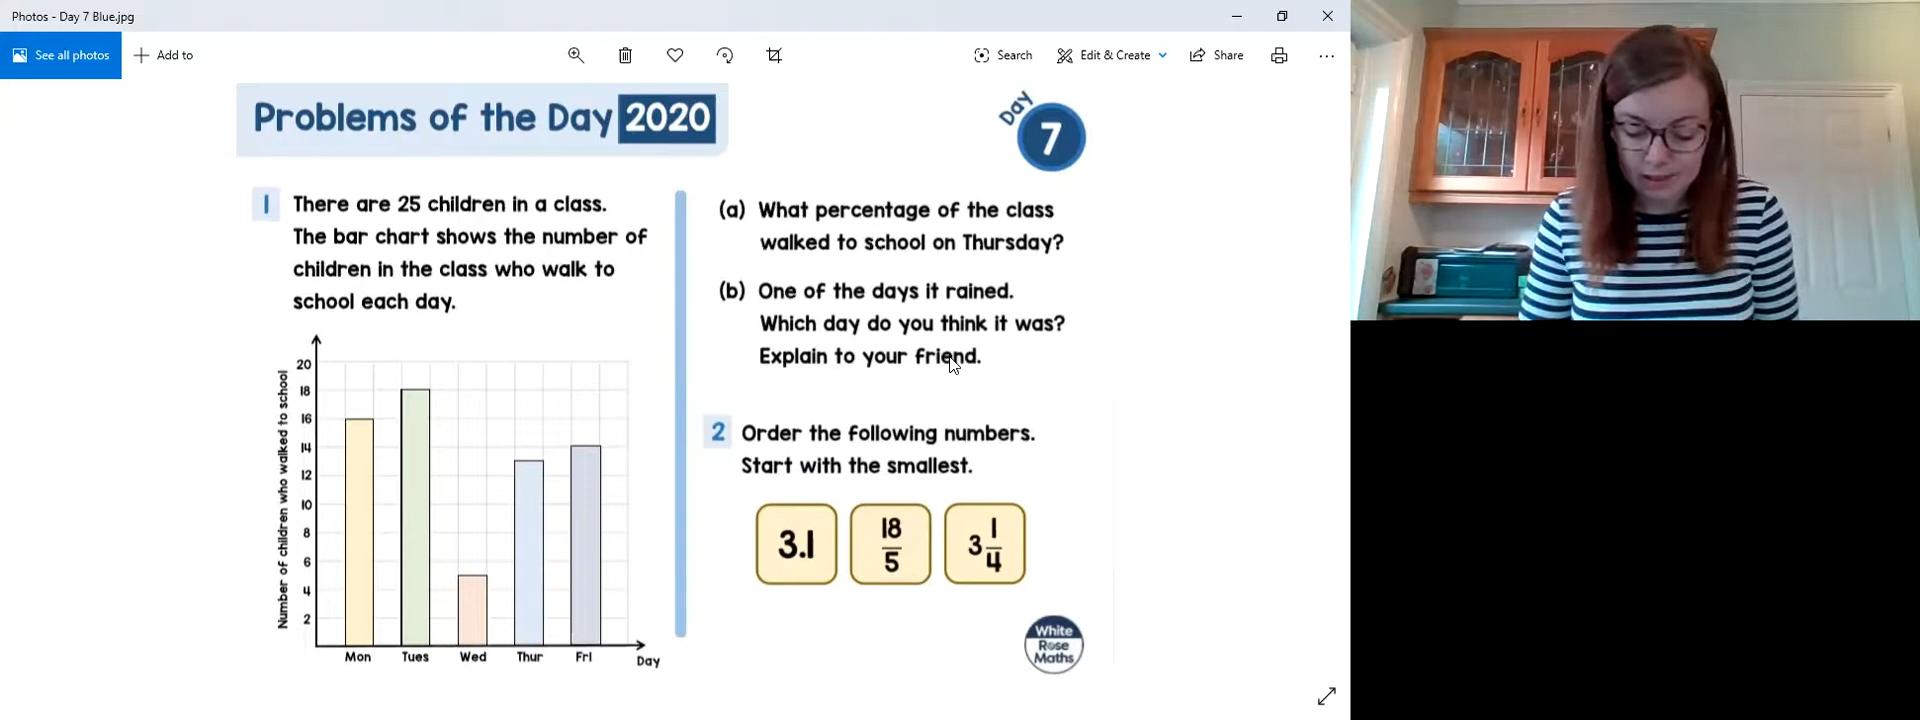 Photos - Day 7 Blue.jpg
See all photos
Add to
Search
Edit & Create
Share
Problems of the Day 2020
Day
7
1 There are 25 children in a class.
The bar chart shows the number of
children in the class who walk to
school each day.
Number of children who walked to school
20
18
16
14
12
10
8
6
4
2
Mon Tues Wed Thur Fri
Day
(a) What percentage of the class
walked to school on Thursday?
(b) One of the days it rained.
Which day do you think it was?
Explain to your friend.
2 Order the following numbers.
Start with the smallest.
3.1 18/5 3 1/4
White
Rose
Maths